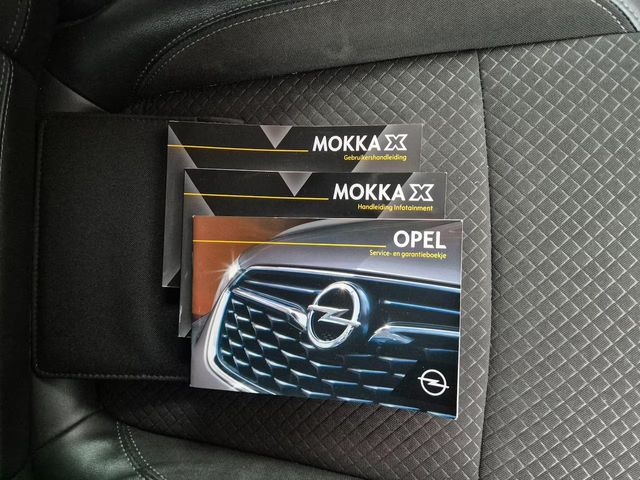 MOKKA X
Gebruikershandleiding
MOKKA X
Handleiding Infotainment
OPEL
Service- en garantieboekje